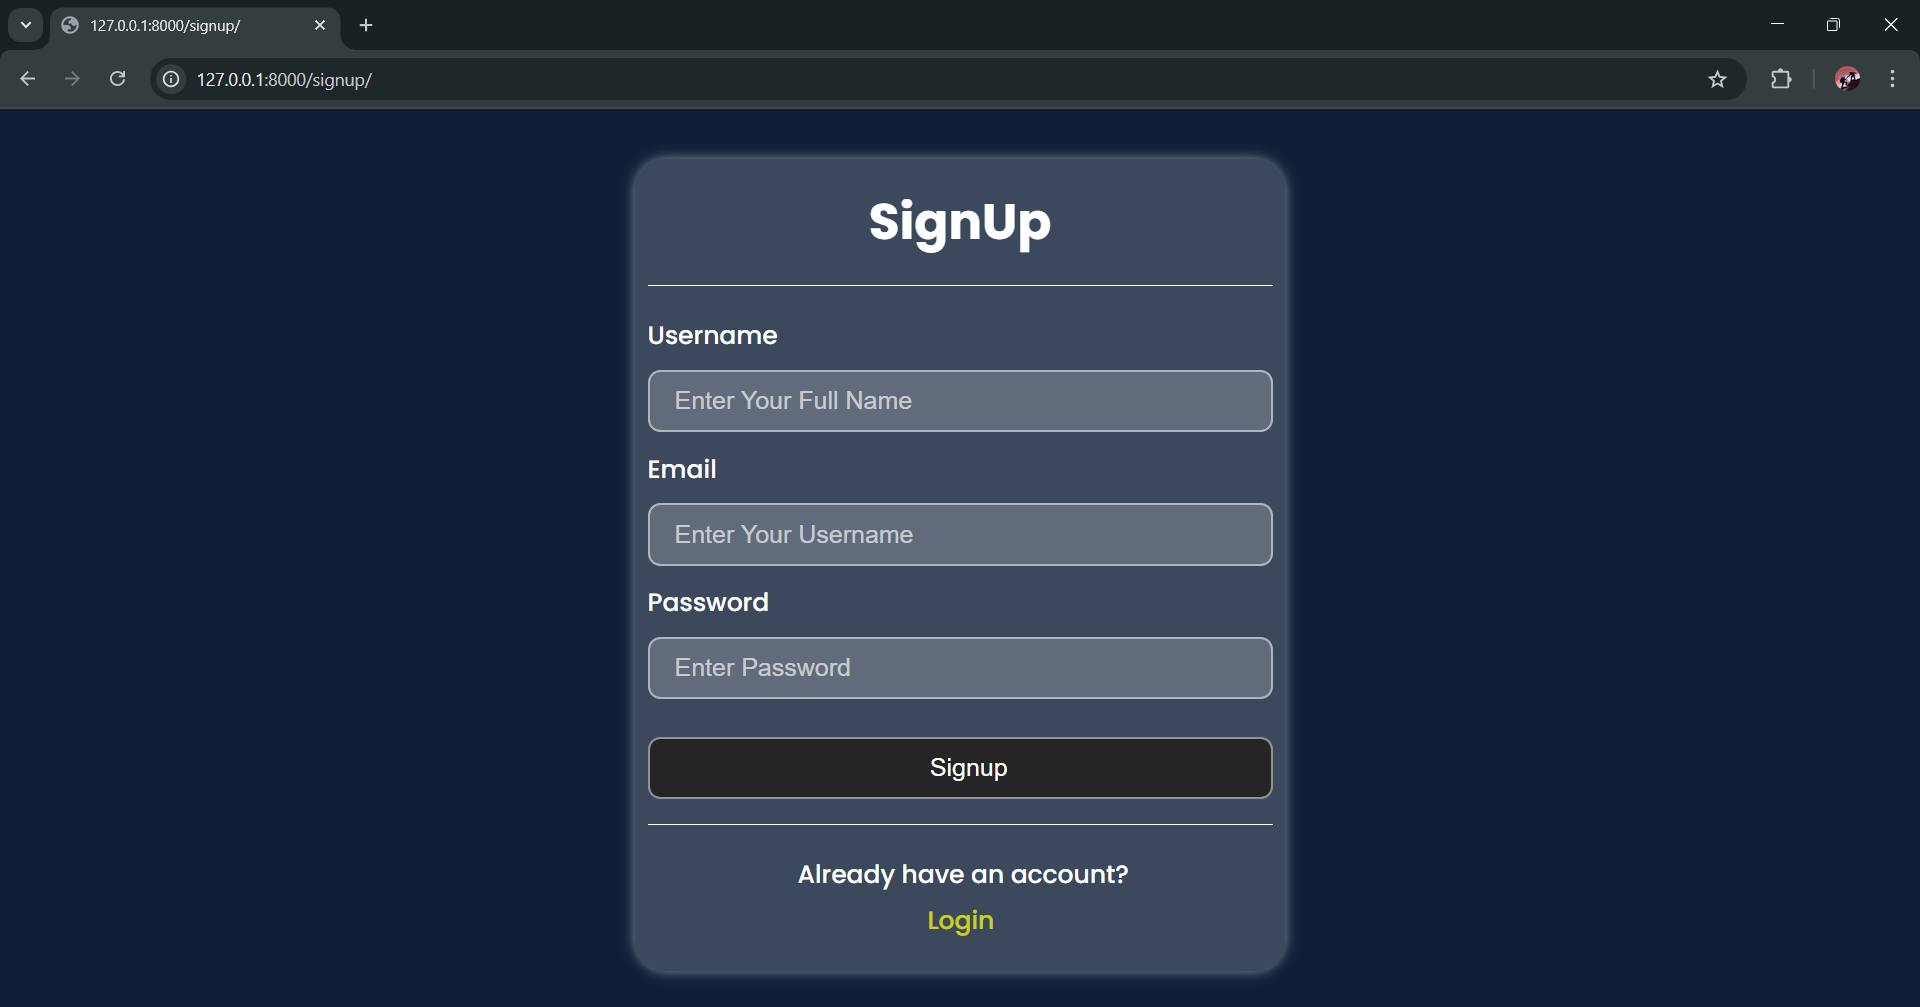 127.0.0.1:8000/signup/
127.0.0.1:8000/signup/
SignUp
Username
Enter Your Full Name
Email
Enter Your Username
Password
Enter Password
Signup
Already have an account?
Login